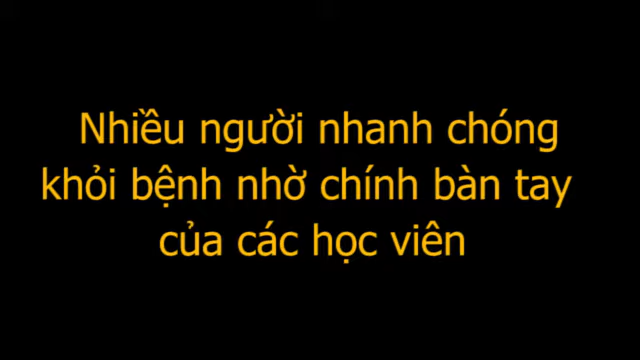 Nhiều người nhanh chóng
khỏi bệnh nhờ chính bàn tay
của các học viên